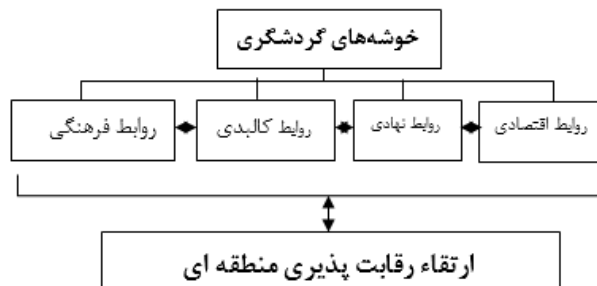 خوشه‌های گردشگری
روابط اقتصادی
روابط نهادی
روابط کالبدی
روابط فرهنگی
ارتقاء رقابت پذیری منطقه ای